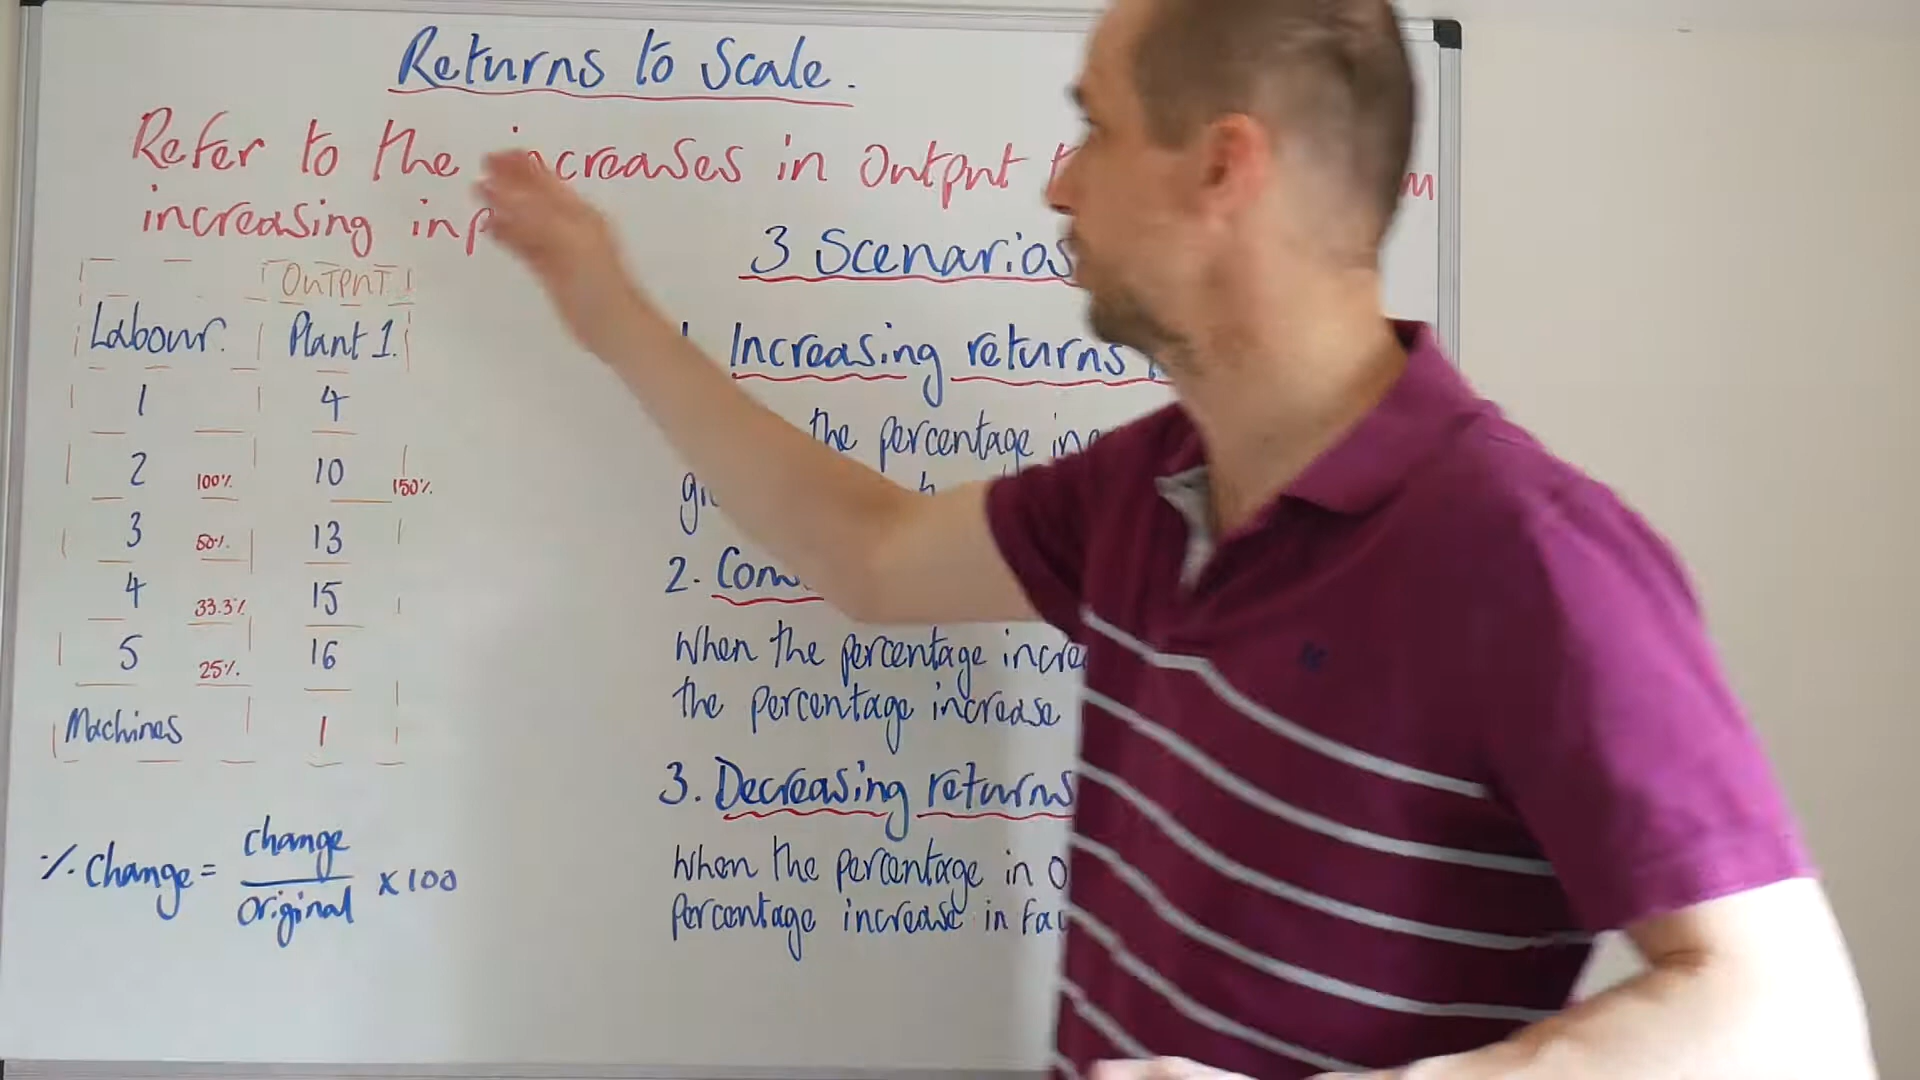 Returns to Scale.
Refer to the increases in Output
increasing
3 Scenarios
OUTPUT
Labour. Plant 1.
1 4
2 100% 10 150%
3 50% 13
4 33.3% 15
5 25% 16
Machines 1
% Change = change
original
x 100
Increasing returns
the percentage
2.
When the percentage
the percentage increase
3. Decreasing returns
When the percentage in
Percentage increase in